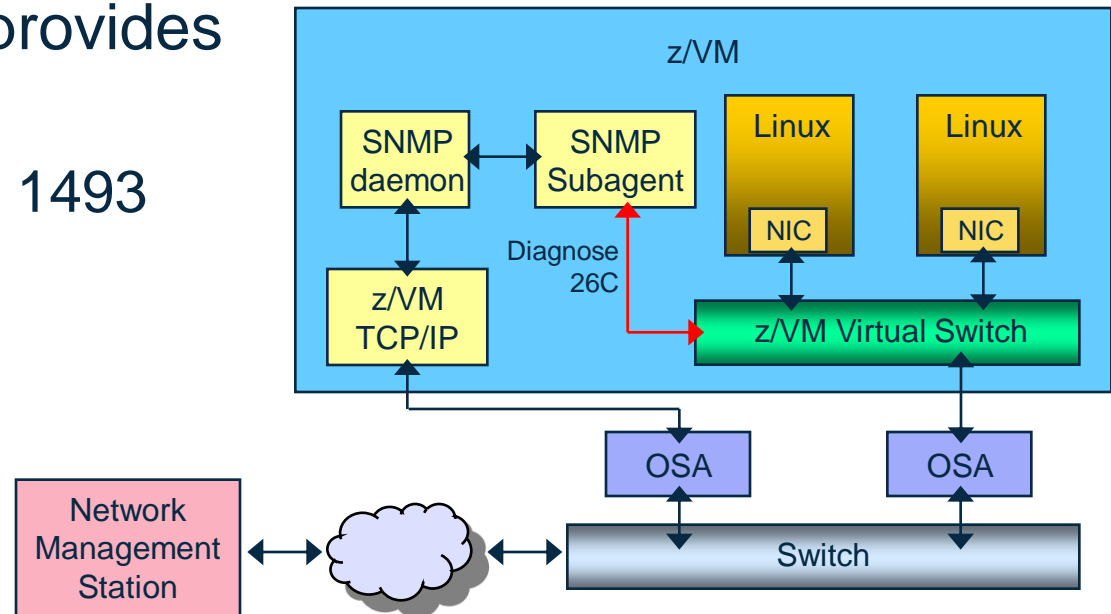 provides
1493
z/VM
SNMP
daemon
SNMP
Subagent
Linux
Linux
NIC
NIC
Diagnose
26C
z/VM
TCP/IP
z/VM Virtual Switch
OSA
OSA
Network
Management
Station
Switch